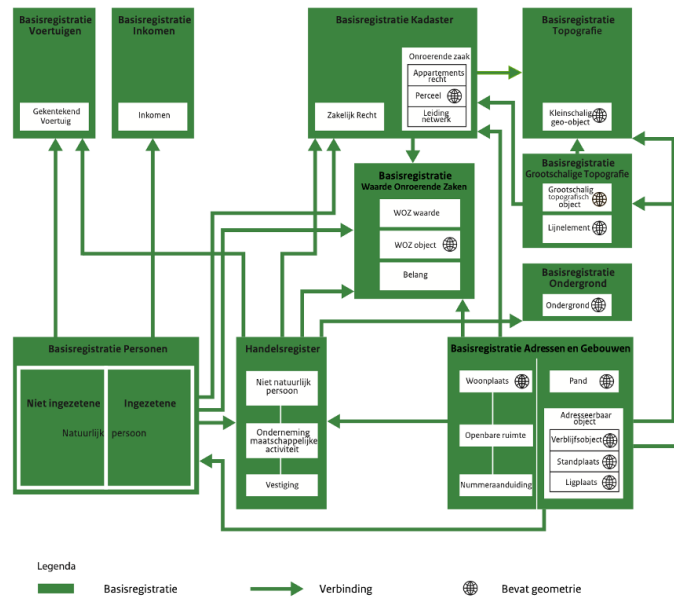 Basisregistratie
Voertuigen
Gekentekend
Voertuig
Basisregistratie
Inkomen
Inkomen
Basisregistratie Kadaster
Zakelijk Recht
Onroerende zaak
Appartements
recht
Perceel
Leiding
netwerk
Basisregistratie
Topografie
Kleinschalig
geo-object
Basisregistratie
Grootschalige Topografie
Grootschalig
topografisch
object
Lijnelement
Basisregistratie
Waarde Onroerende Zaken
WOZ waarde
WOZ object
Belang
Basisregistratie
Ondergrond
Ondergrond
Basisregistratie Personen
Niet ingezetene
Ingezetene
Natuurlijk persoon
Handelsregister
Niet natuurlijk
persoon
Onderneming
maatschappelijke
activiteit
Vestiging
Basisregistratie Adressen en Gebouwen
Woonplaats
Openbare ruimte
Nummeraanduiding
Pand
Adresseerbaar
object
Verblijfsobject
Standplaats
Ligplaats
Legenda
Basisregistratie
Verbinding
Bevat geometrie